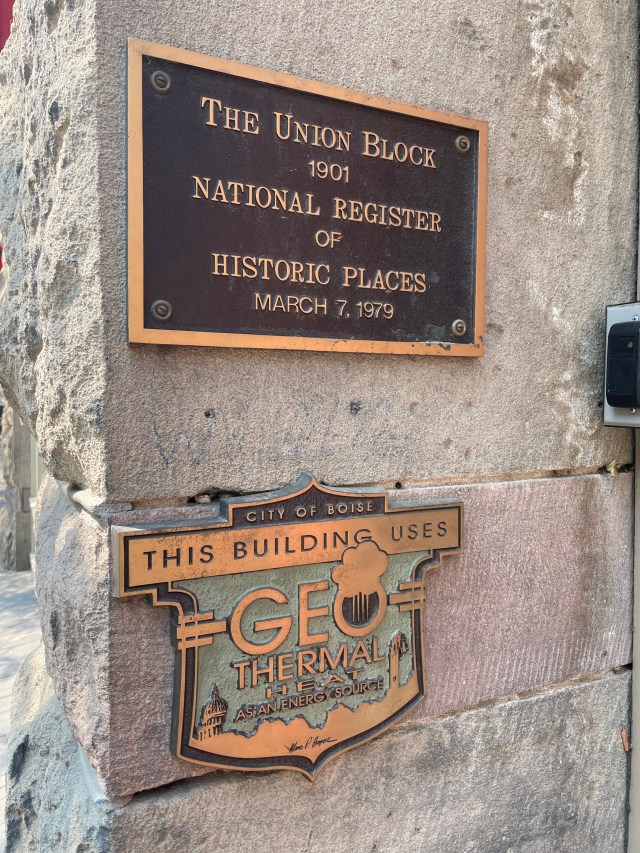 THE UNION BLOCK
1901
NATIONAL REGISTER
OF
HISTORIC PLACES
MARCH 7, 1979
CITY OF BOISE
THIS BUILDING USES
GEO
THERMAL
HEAT
AS AN ENERGY SOURCE